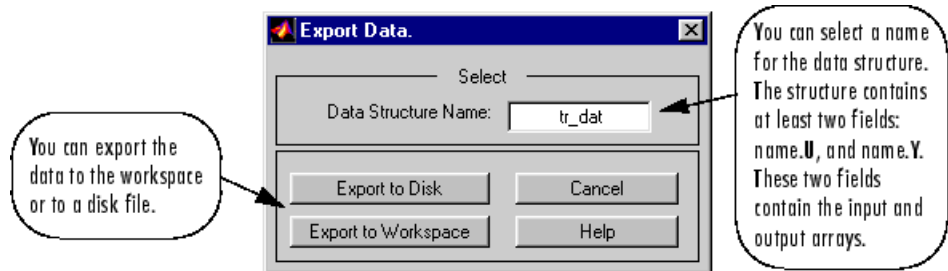 Export Data.
Select
Data Structure Name:
tr_dat
Export to Disk
Cancel
Export to Workspace
Help
You can export the
data to the workspace
or to a disk file.
You can select a name
for the data structure.
The structure contains
at least two fields:
name.U, and name.Y.
These two fields
contain the input and
output arrays.